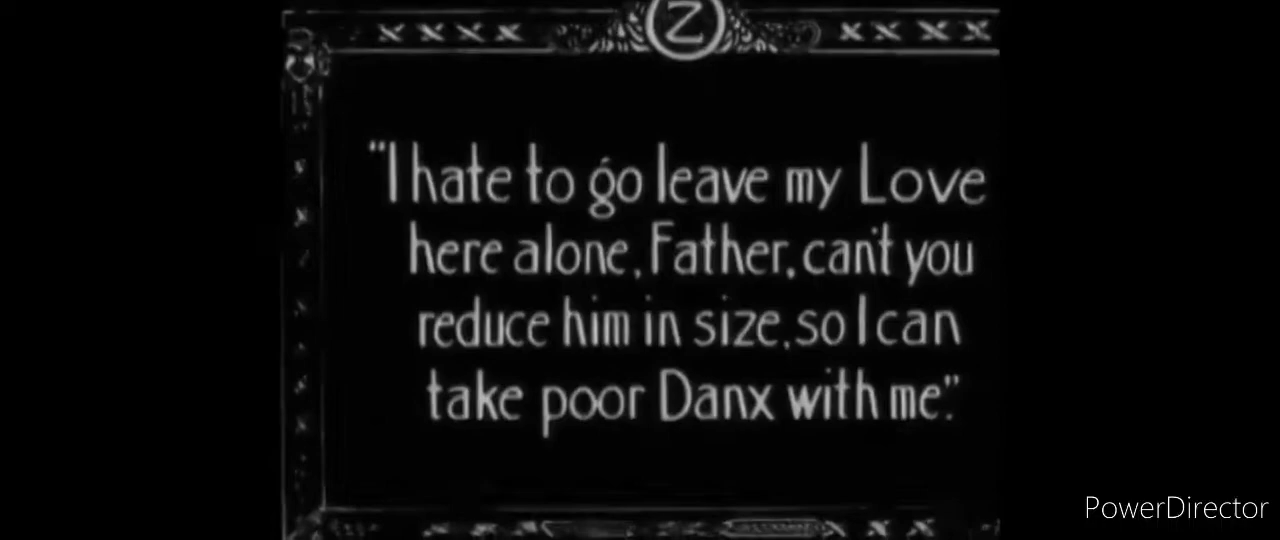 Z
"I hate to go leave my Love
here alone, Father, can't you
reduce him in size, so I can
take poor Danx with me."
PowerDirector